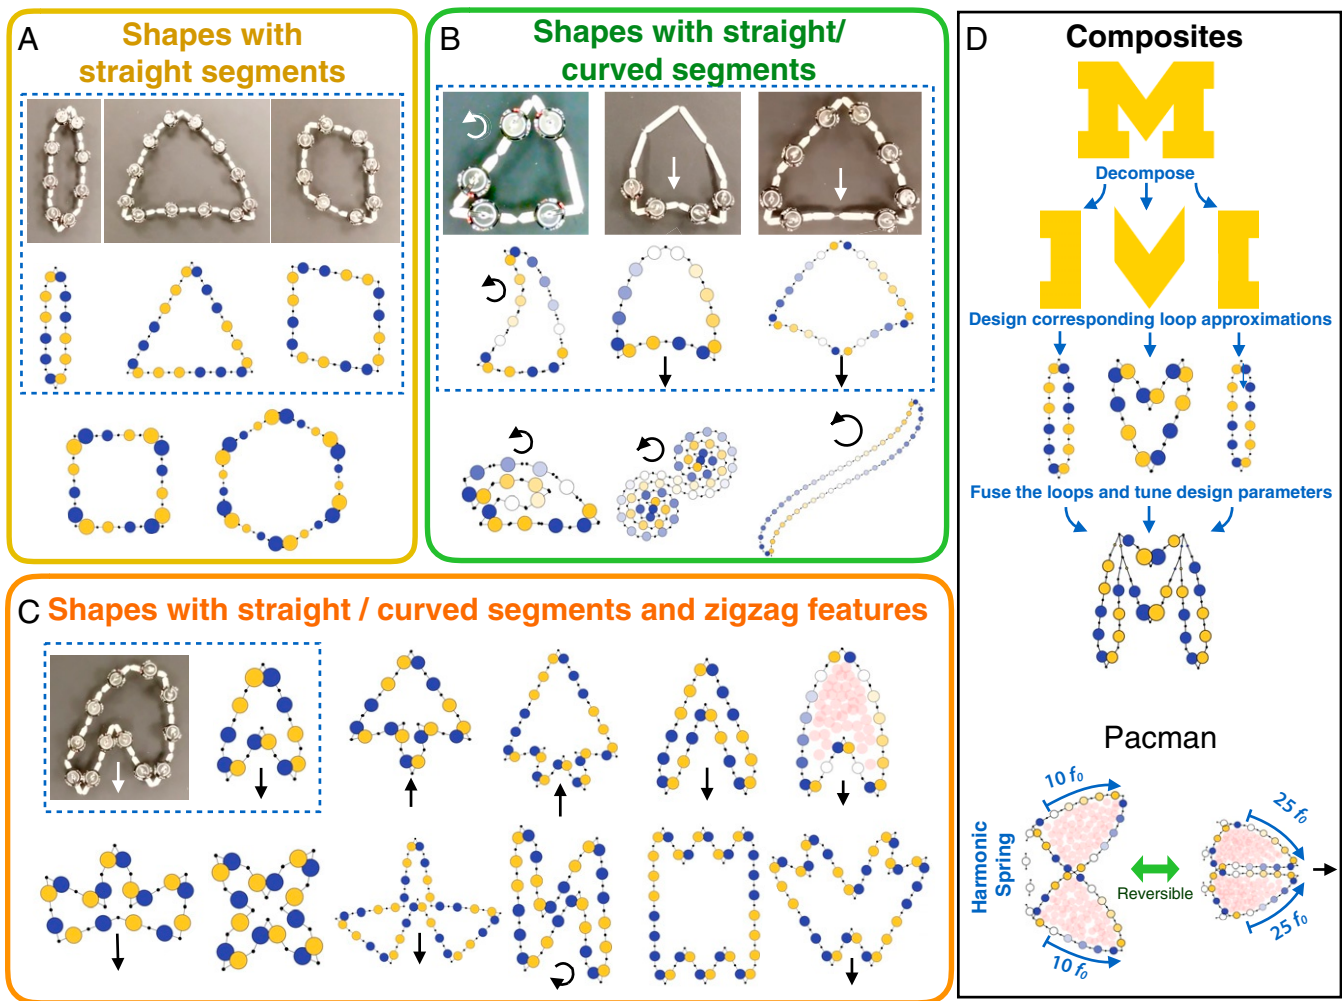 A
Shapes with
straight segments
B
Shapes with straight/
curved segments
C
Shapes with straight / curved segments and zigzag features
D
Composites
M
Decompose
Design corresponding loop approximations
Fuse the loops and tune design parameters
Pacman
10 f₀
25 f₀
Harmonic
Spring
Reversible
10 f₀
25 f₀